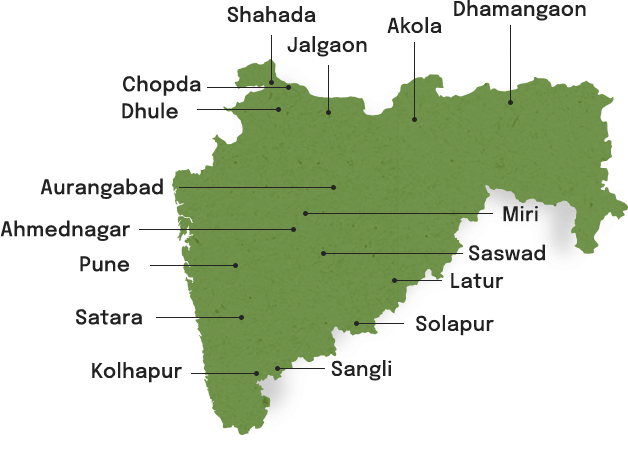 Dhamangaon
Shahada
Akola
Jalgaon
Chopda
Dhule
Aurangabad
Miri
Ahmednagar
Saswad
Pune
Latur
Satara
Solapur
Kolhapur
Sangli